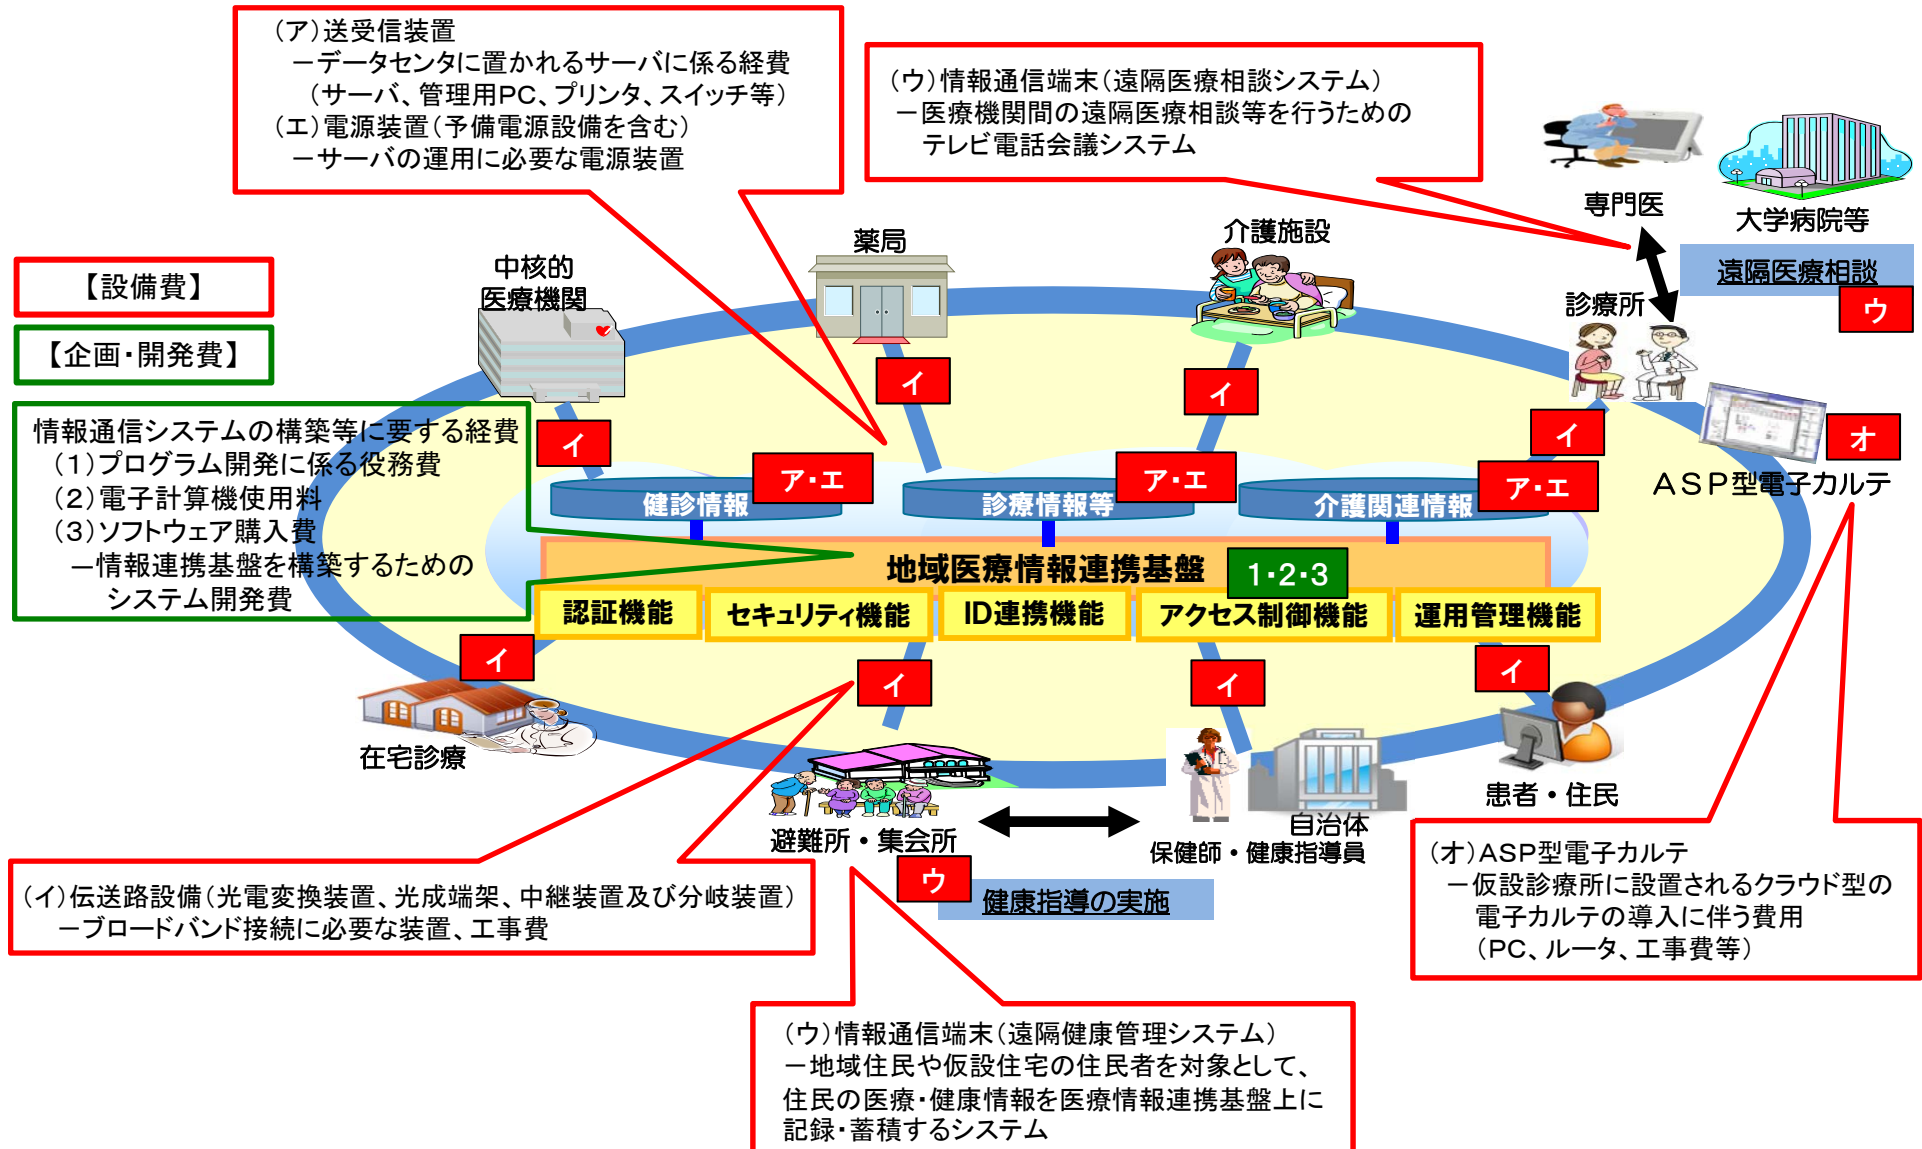 （ア）送受信装置
－データセンタに置かれるサーバに係る経費
（サーバ、管理用PC、プリンタ、スイッチ等）
（エ）電源装置（予備電源設備を含む）
－サーバの運用に必要な電源装置
（ウ）情報通信端末（遠隔医療相談システム）
－医療機関間の遠隔医療相談等を行うための
テレビ電話会議システム
専門医
大学病院等
遠隔医療相談
ウ
診療所
介護施設
薬局
中核的
医療機関
【設備費】
【企画・開発費】
情報通信システムの構築等に要する経費
（１）プログラム開発に係る役務費
（２）電子計算機使用料
（３）ソフトウェア購入費
－情報連携基盤を構築するための
システム開発費
イ
イ
イ
イ
オ
ＡＳＰ型電子カルテ
健診情報
ア・エ
診療情報等
ア・エ
介護関連情報
ア・エ
地域医療情報連携基盤
1・2・3
認証機能
セキュリティ機能
ID連携機能
アクセス制御機能
運用管理機能
イ
イ
イ
イ
在宅診療
避難所・集会所
ウ
健康指導の実施
自治体
保健師・健康指導員
患者・住民
（イ）伝送路設備（光電変換装置、光成端架、中継装置及び分岐装置）
－ブロードバンド接続に必要な装置、工事費
（オ）ASP型電子カルテ
－仮設診療所に設置されるクラウド型の
電子カルテの導入に伴う費用
（PC、ルータ、工事費等）
（ウ）情報通信端末（遠隔健康管理システム）
－地域住民や仮設住宅の住民者を対象として、
住民の医療・健康情報を医療情報連携基盤上に
記録・蓄積するシステム